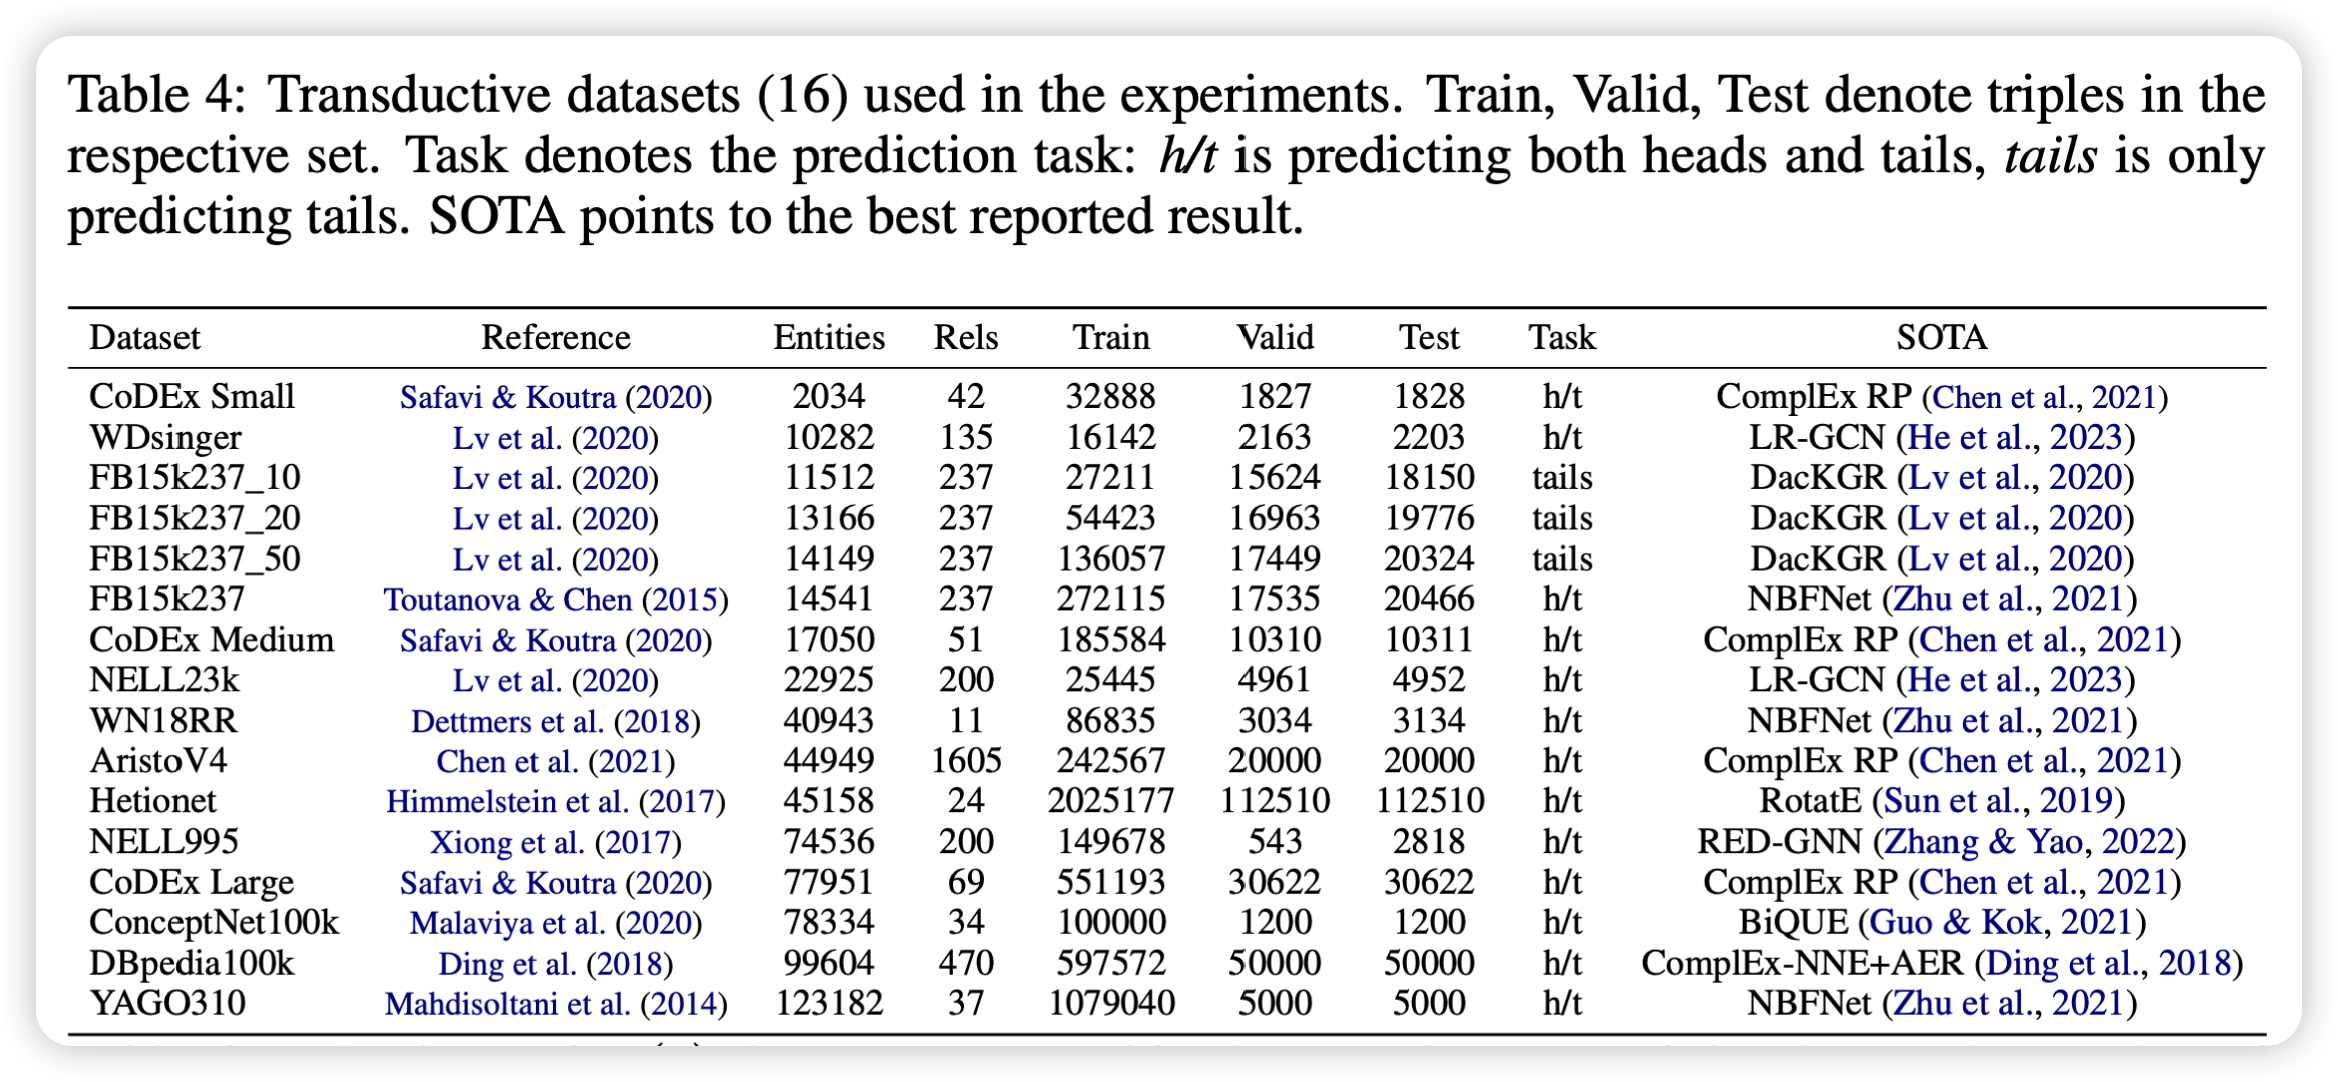 Table 4: Transductive datasets (16) used in the experiments. Train, Valid, Test denote triples in the
respective set. Task denotes the prediction task: h/t is predicting both heads and tails, tails is only
predicting tails. SOTA points to the best reported result.
Dataset Reference Entities Rels Train Valid Test Task SOTA
CoDEx Small Safavi & Koutra (2020) 2034 42 32888 1827 1828 h/t ComplEx RP (Chen et al., 2021)
WDsinger Lv et al. (2020) 10282 135 16142 2163 2203 h/t LR-GCN (He et al., 2023)
FB15k237_10 Lv et al. (2020) 11512 237 27211 15624 18150 tails DacKGR (Lv et al., 2020)
FB15k237_20 Lv et al. (2020) 13166 237 54423 16963 19776 tails DacKGR (Lv et al., 2020)
FB15k237_50 Lv et al. (2020) 14149 237 136057 17449 20324 tails DacKGR (Lv et al., 2020)
FB15k237 Toutanova & Chen (2015) 14541 237 272115 17535 20466 h/t NBFNet (Zhu et al., 2021)
CoDEx Medium Safavi & Koutra (2020) 17050 51 185584 10310 10311 h/t ComplEx RP (Chen et al., 2021)
NELL23k Lv et al. (2020) 22925 200 25445 4961 4952 h/t LR-GCN (He et al., 2023)
WN18RR Dettmers et al. (2018) 40943 11 86835 3034 3134 h/t NBFNet (Zhu et al., 2021)
AristoV4 Chen et al. (2021) 44949 1605 242567 20000 20000 h/t ComplEx RP (Chen et al., 2021)
Hetionet Himmelstein et al. (2017) 45158 24 2025177 112510 112510 h/t RotatE (Sun et al., 2019)
NELL995 Xiong et al. (2017) 74536 200 149678 543 2818 h/t RED-GNN (Zhang & Yao, 2022)
CoDEx Large Safavi & Koutra (2020) 77951 69 551193 30622 30622 h/t ComplEx RP (Chen et al., 2021)
ConceptNet100k Malaviya et al. (2020) 78334 34 100000 1200 1200 h/t BiQUE (Guo & Kok, 2021)
DBpedia100k Ding et al. (2018) 99604 470 597572 50000 50000 h/t ComplEx-NNE+AER (Ding et al., 2018)
YAGO310 Mahdisoltani et al. (2014) 123182 37 1079040 5000 5000 h/t NBFNet (Zhu et al., 2021)